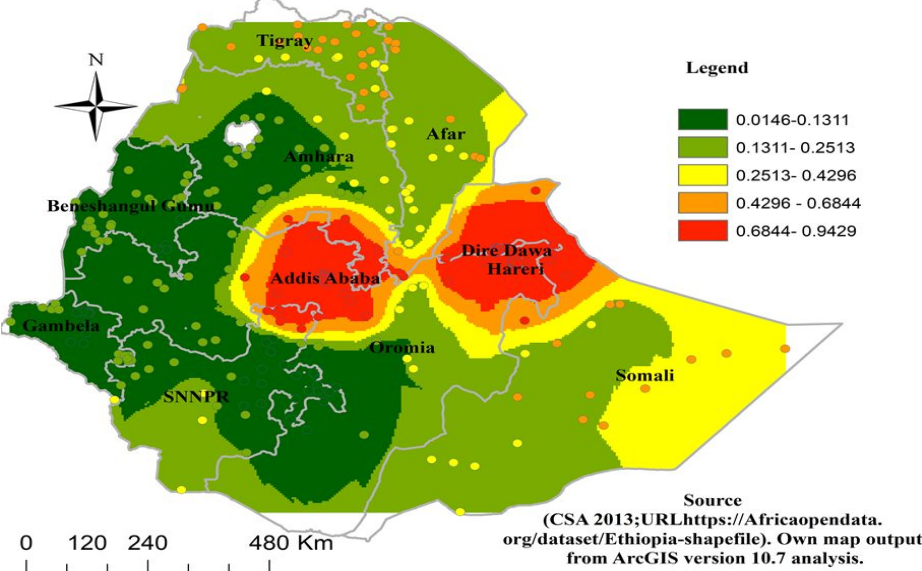 N
Tigray
Afar
Amhara
Beneshangul Gumu
Dire Dawa
Hareri
Addis Ababa
Gambela
Oromia
SNNPR
Somali
Legend
0.0146-0.1311
0.1311- 0.2513
0.2513- 0.4296
0.4296 - 0.6844
0.6844- 0.9429
0 120 240 480 Km
Source
(CSA 2013;URLhttps://Africaopendata.
org/dataset/Ethiopia-shapefile). Own map output
from ArcGIS version 10.7 analysis.